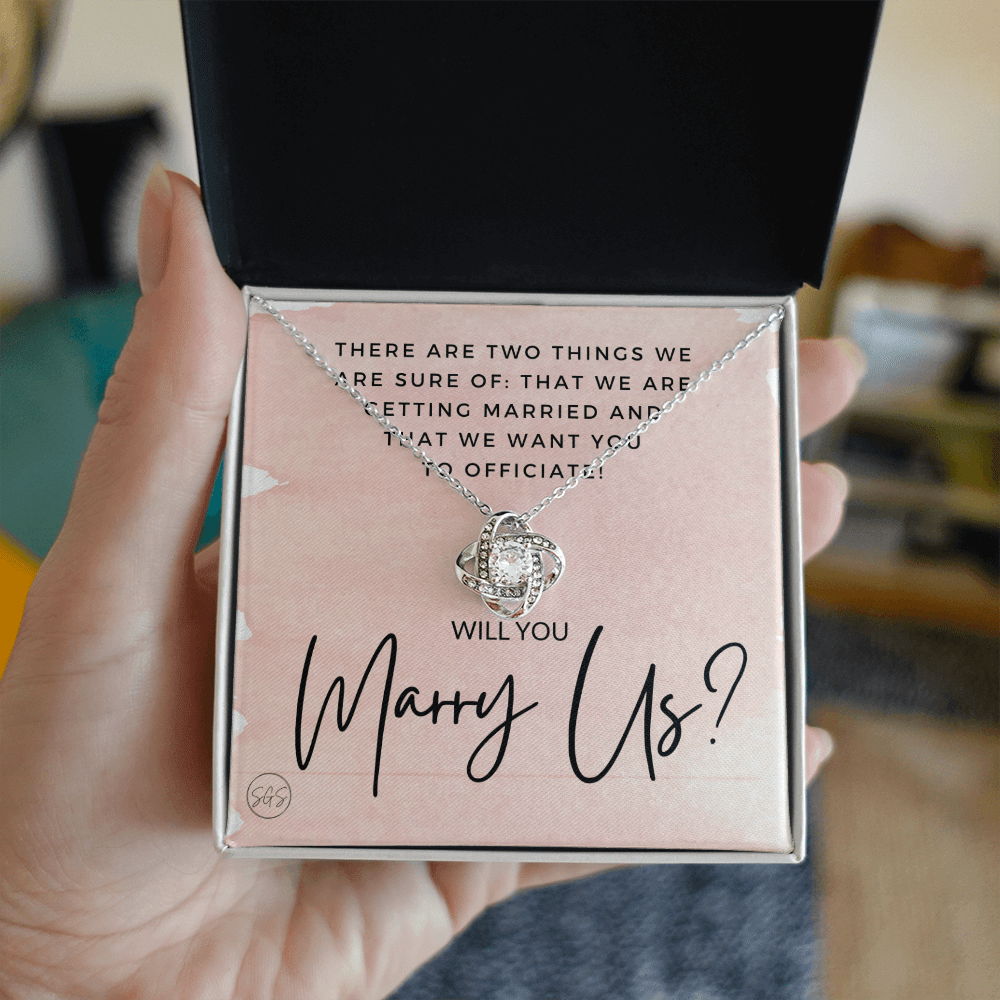 THERE ARE TWO THINGS WE
ARE SURE OF: THAT WE ARE
GETTING MARRIED AND
THAT WE WANT YOU
TO OFFICIATE!
WILL YOU
Marry Us?
SGS